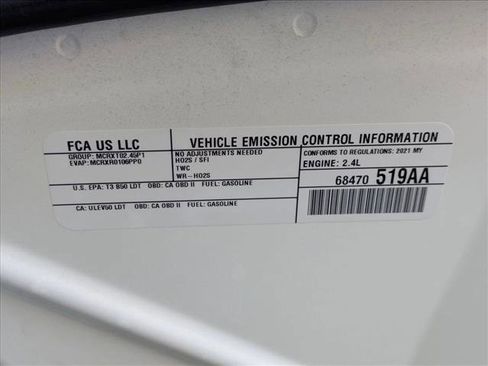 FCA US LLC
GROUP: MCRXT02.45P1
EVAP: MCRXR0106PP0
VEHICLE EMISSION CONTROL INFORMATION
NO ADJUSTMENTS NEEDED
HO2S / SFI
TWC
WR-HO2S
CONFORMS TO REGULATIONS: 2021 MY
ENGINE: 2.4L
U.S. EPA: T3 B50 LDT OBD: CA OBD II FUEL: GASOLINE
CA: ULEV50 LDT OBD: CA OBD II FUEL: GASOLINE
68470 519AA